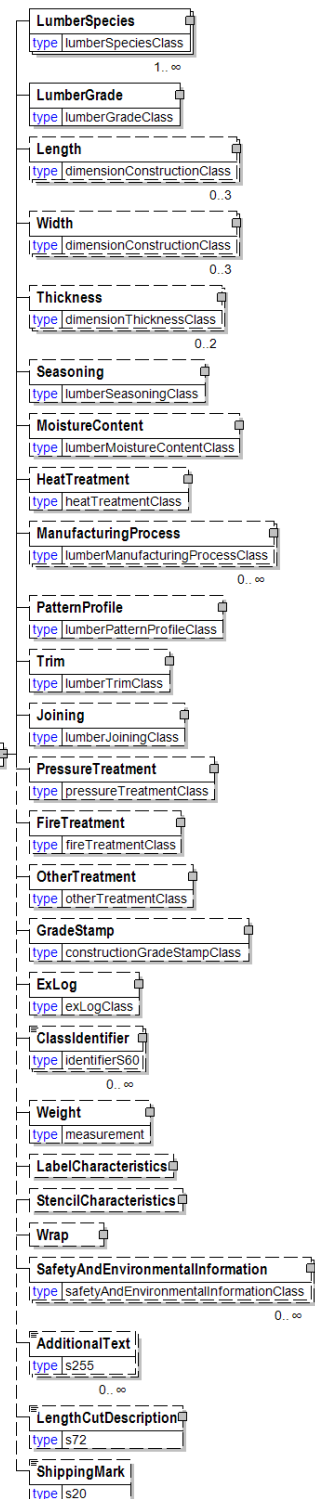 LumberSpecies
type lumberSpeciesClass
1.. ∞
LumberGrade
type lumberGradeClass
Length
type dimensionConstructionClass
0..3
Width
type dimensionConstructionClass
0..3
Thickness
type dimensionThicknessClass
0..2
Seasoning
type lumberSeasoningClass
MoistureContent
type lumberMoistureContentClass
HeatTreatment
type heatTreatmentClass
ManufacturingProcess
type lumberManufacturingProcessClass
0.. ∞
PatternProfile
type lumberPatternProfileClass
Trim
type lumberTrimClass
Joining
type lumberJoiningClass
PressureTreatment
type pressureTreatmentClass
FireTreatment
type fireTreatmentClass
OtherTreatment
type otherTreatmentClass
GradeStamp
type constructionGradeStampClass
ExLog
type exLogClass
ClassIdentifier
type identifierS60
0.. ∞
Weight
type measurement
LabelCharacteristics
StencilCharacteristics
Wrap
SafetyAndEnvironmentalInformation
type safetyAndEnvironmentalInformationClass
0.. ∞
AdditionalText
type s255
0.. ∞
LengthCutDescription
type s72
ShippingMark
type s20